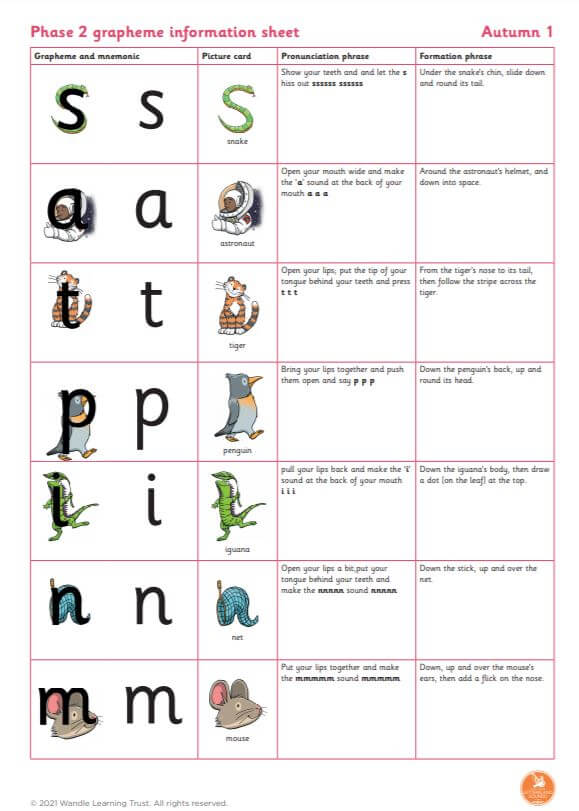 Phase 2 grapheme information sheet
Autumn 1
Grapheme and mnemonic
Picture card
Pronunciation phrase
Formation phrase
s s
snake
Show your teeth and and let the s
hiss out ssssss ssssss
Under the snake's chin, slide down
and round its tail.
a a
astronaut
Open your mouth wide and make
the 'a' sound at the back of your
mouth a a a
Around the astronaut's helmet, and
down into space.
t t
tiger
Open your lips; put the tip of your
tongue behind your teeth and press
t t t
From the tiger's nose to its tail,
then follow the stripe across the
tiger.
p p
penguin
Bring your lips together and push
them open and say p p p
Down the penguin's back, up and
round its head.
i i
iguana
pull your lips back and make the 'i'
sound at the back of your mouth
i i i
Down the iguana's body, then draw
a dot (on the leaf) at the top.
n n
net
Open your lips a bit,put your
tongue behind your teeth and
make the nnnnn sound nnnnn
Down the stick, up and over the
net.
m m
mouse
Put your lips together and make
the mmmmm sound mmmmm
Down, up and over the mouse's
ears, then add a flick on the nose.
© 2021 Wandle Learning Trust. All rights reserved.